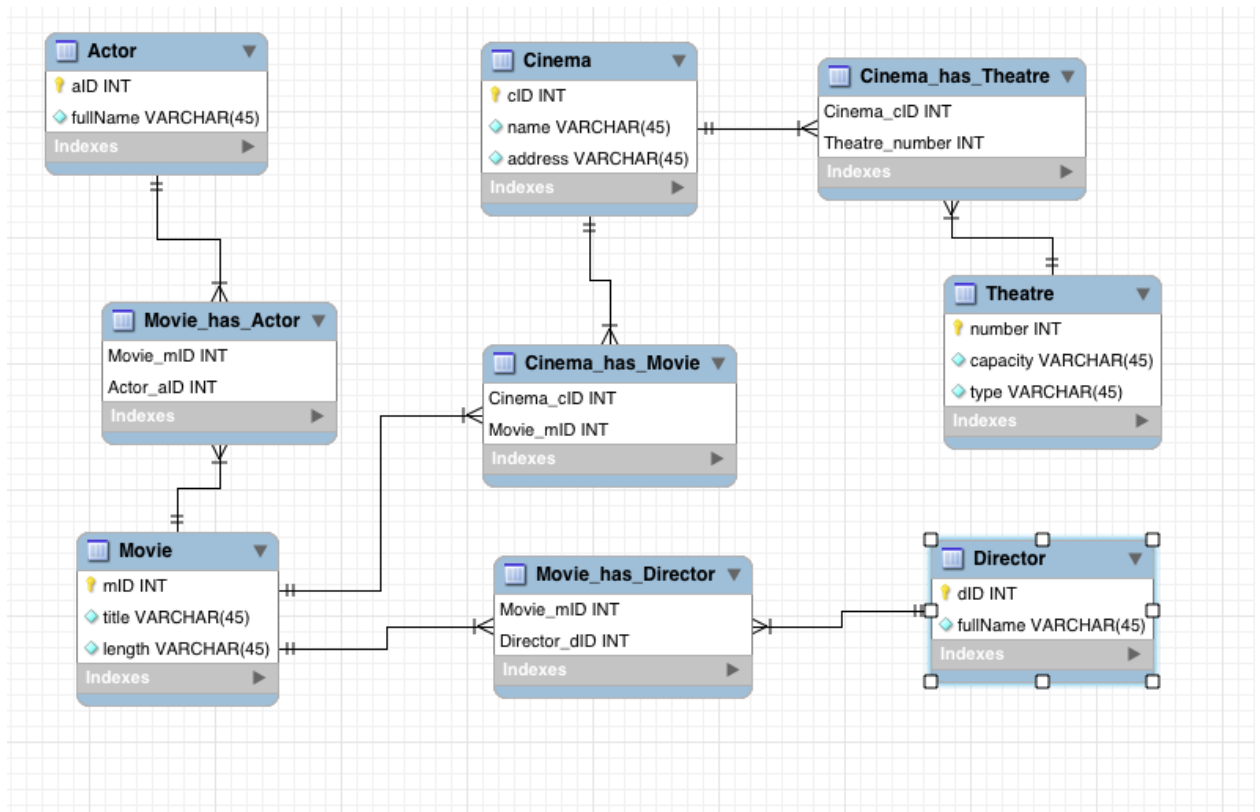 Actor
aID INT
fullName VARCHAR(45)
Indexes
Cinema
cID INT
name VARCHAR(45)
address VARCHAR(45)
Indexes
Cinema_has_Theatre
Cinema_cID INT
Theatre_number INT
Indexes
Theatre
number INT
capacity VARCHAR(45)
type VARCHAR(45)
Indexes
Movie_has_Actor
Movie_mID INT
Actor_aID INT
Indexes
Cinema_has_Movie
Cinema_cID INT
Movie_mID INT
Indexes
Movie
mID INT
title VARCHAR(45)
length VARCHAR(45)
Indexes
Movie_has_Director
Movie_mID INT
Director_dID INT
Indexes
Director
dID INT
fullName VARCHAR(45)
Indexes